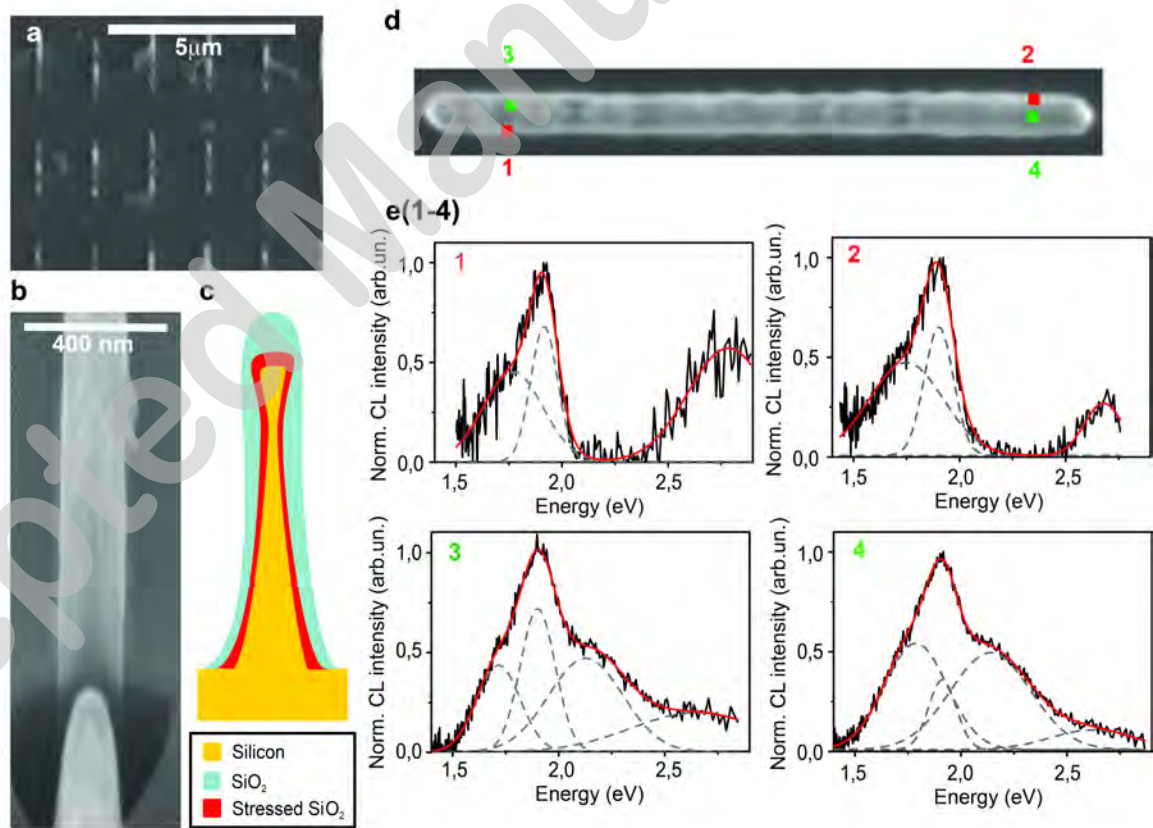 a
5μm
b
400 nm
c
Silicon
SiO₂
Stressed SiO₂
d
3
2
1
4
e(1-4)
1
Norm. CL intensity (arb.un.)
1,0
0,5
0,0
1,5
2,0
2,5
Energy (eV)
2
Norm. CL intensity (arb.un.)
1,0
0,5
0,0
1,5
2,0
2,5
Energy (eV)
3
Norm. CL intensity (arb.un.)
1,0
0,5
0,0
1,5
2,0
2,5
Energy (eV)
4
Norm. CL intensity (arb.un.)
1,0
0,5
0,0
1,5
2,0
2,5
Energy (eV)
pted Man